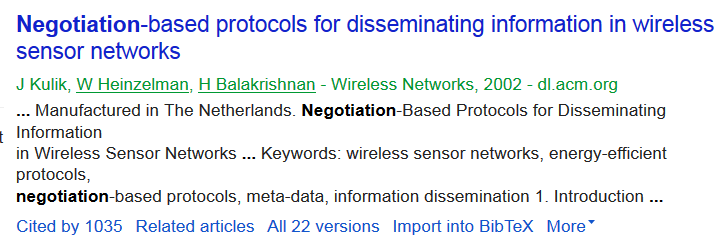 Negotiation-based protocols for disseminating information in wireless
sensor networks
J Kulik, W Heinzelman, H Balakrishnan - Wireless Networks, 2002 - dl.acm.org
... Manufactured in The Netherlands. Negotiation-Based Protocols for Disseminating
Information
t
in Wireless Sensor Networks ... Keywords: wireless sensor networks, energy-efficient
protocols,
negotiation-based protocols, meta-data, information dissemination 1. Introduction ...
Cited by 1035 Related articles All 22 versions Import into BibTeX More